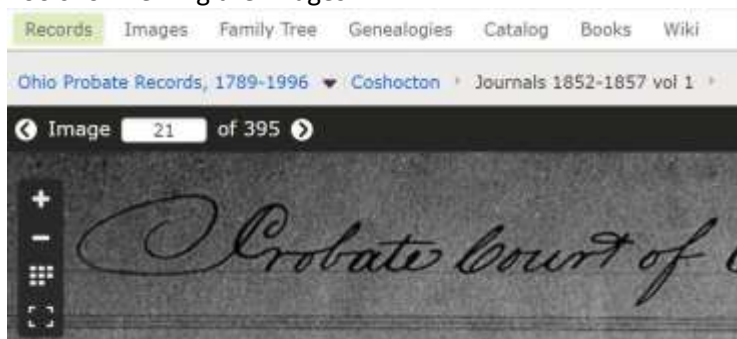 Records Images Family Tree Genealogies Catalog Books Wiki
Ohio Probate Records, 1789-1996 Coshocton Journals 1852-1857 vol 1
Image 21 of 395
Probate Court of